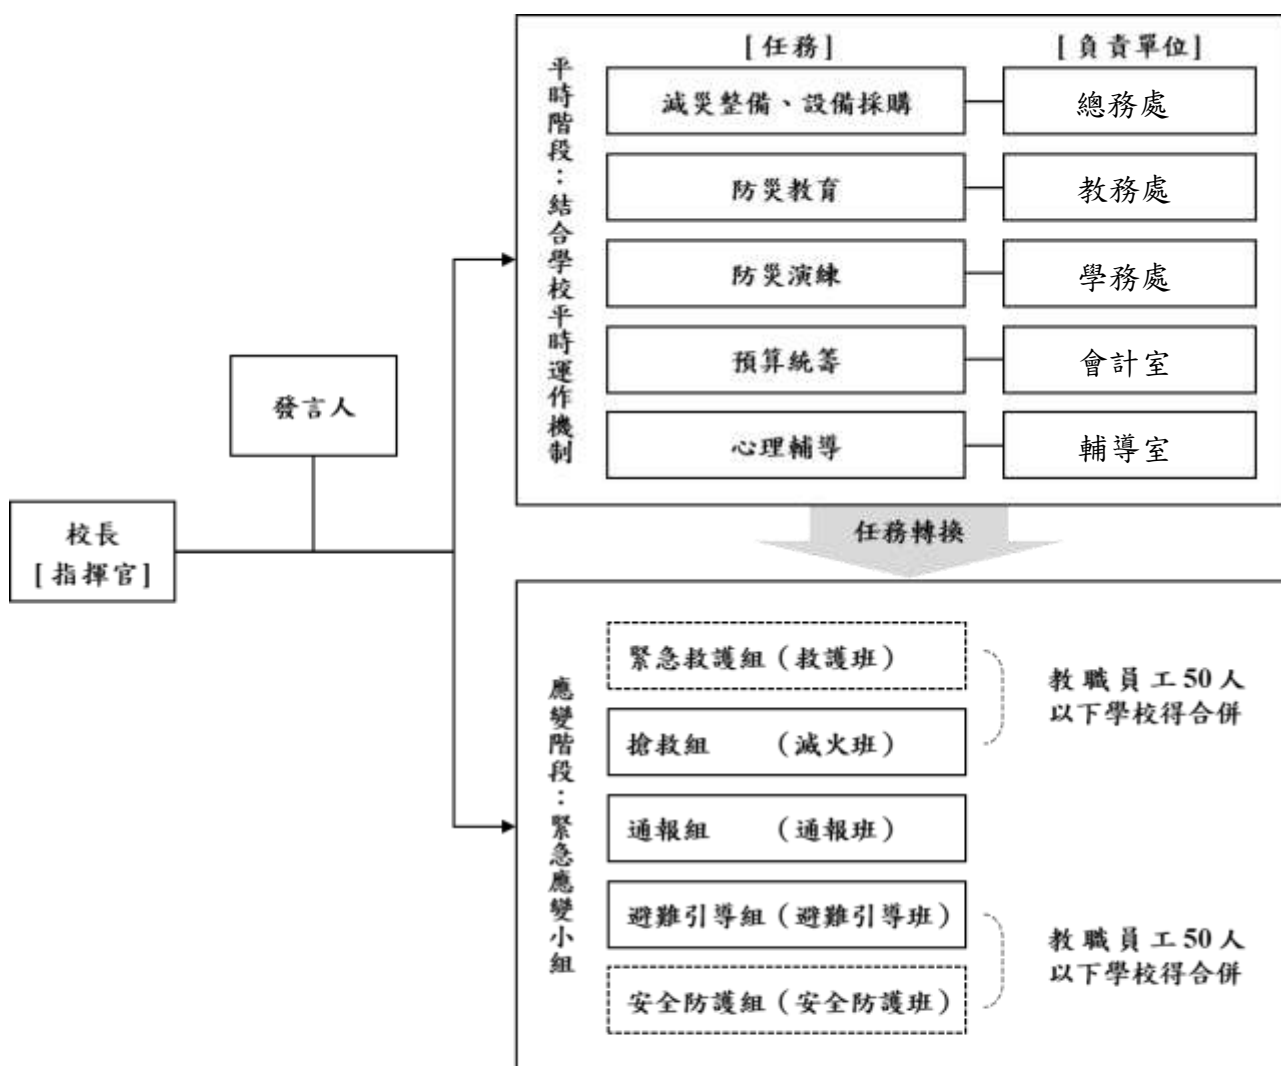 [任務]
[負責單位]
平時階段：結合學校平時運作機制
減災整備、設備採購
總務處
防災教育
教務處
防災演練
學務處
預算統籌
會計室
心理輔導
輔導室
發言人
校長
[指揮官]
任務轉換
應變階段：緊急應變小組
緊急救護組（救護班）
搶救組　　（滅火班）
教職員工50人
以下學校得合併
通報組　　（通報班）
避難引導組（避難引導班）
安全防護組（安全防護班）
教職員工50人
以下學校得合併